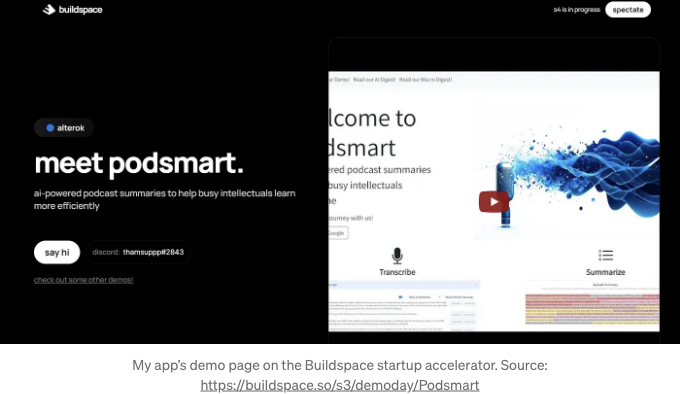 buildspace
s4 is in progress
spectate
alterok
meet podsmart.
ai-powered podcast summaries to help busy intellectuals learn
more efficiently
say hi
discord: thamsuppp#2843
check out some other demos!
ur Demo! Read our AI Digest! Read our Macro Digest!
lcome to
dsmart
ered podcast summaries
busy intellectuals
ne
journey with us!
Google
Transcribe
Summarize
My app's demo page on the Buildspace startup accelerator. Source:
https://buildspace.so/s3/demoday/Podsmart